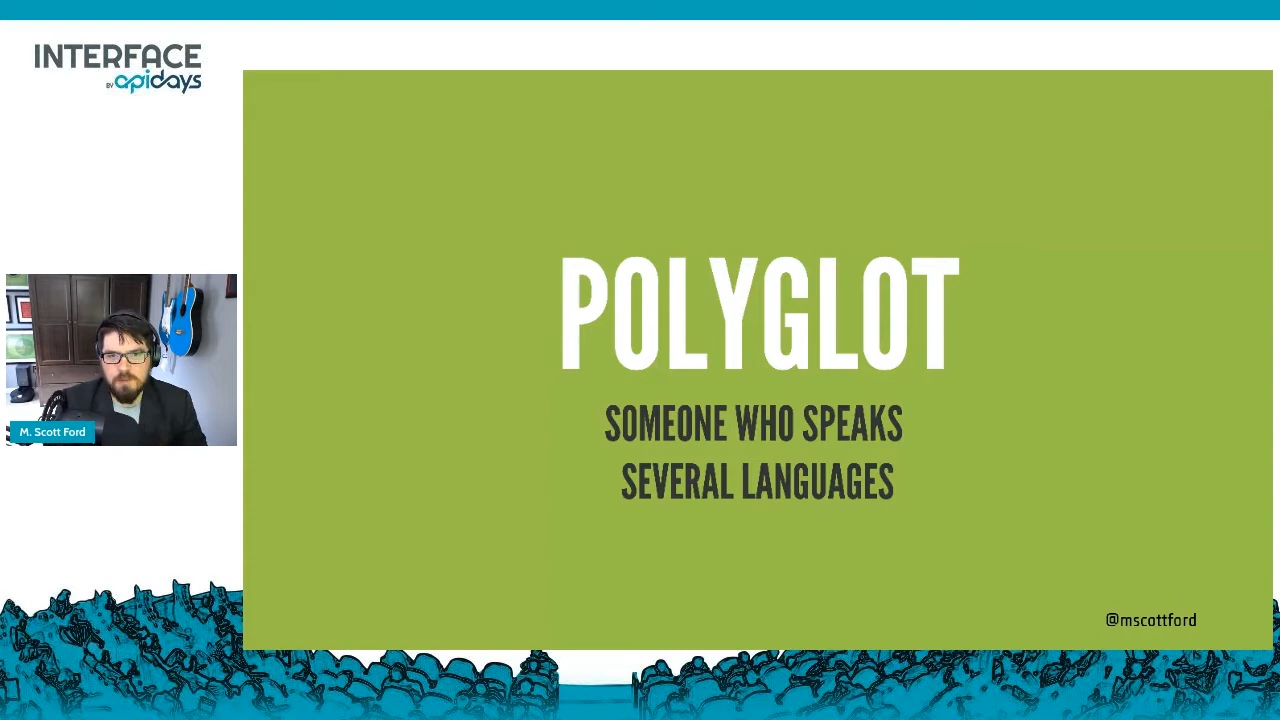 INTERFACE
BY apidays
POLYGLOT
SOMEONE WHO SPEAKS
SEVERAL LANGUAGES
M. Scott Ford
@mscottford